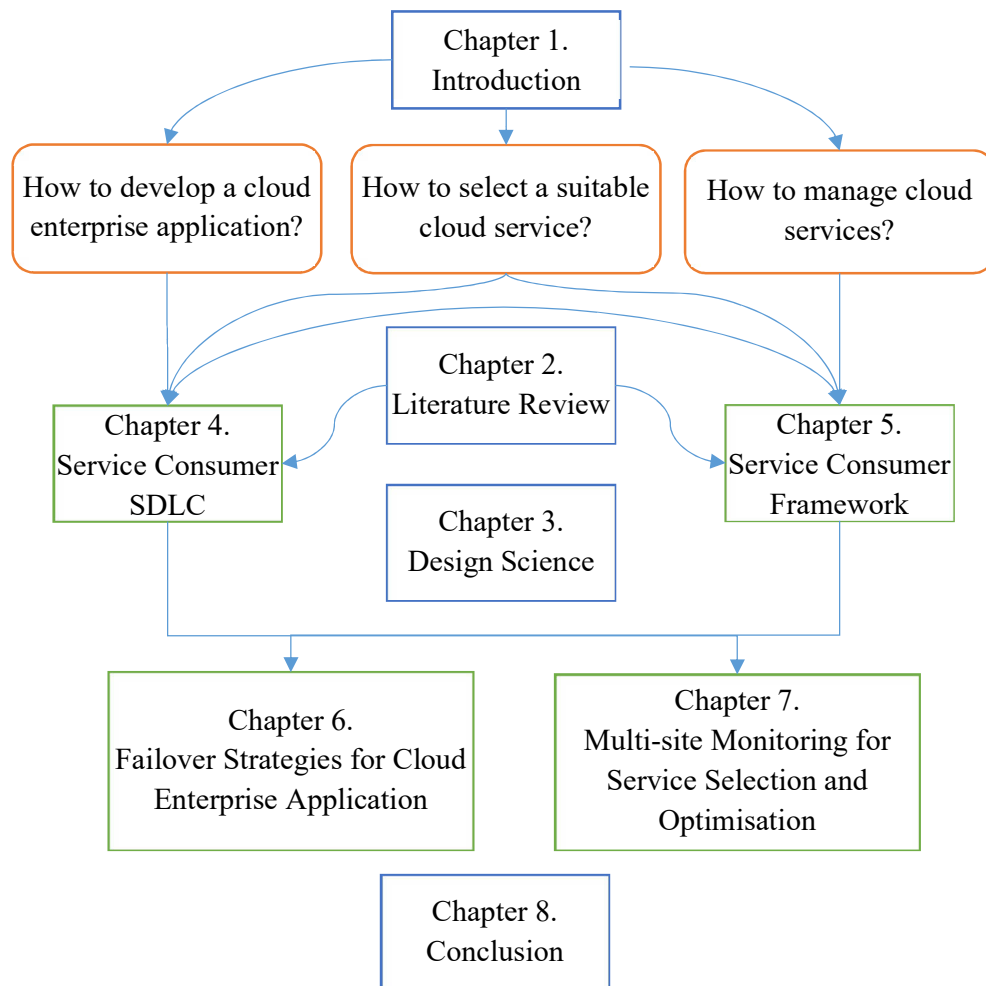 Chapter 1.
Introduction
How to develop a cloud
enterprise application?
How to select a suitable
cloud service?
How to manage cloud
services?
Chapter 2.
Literature Review
Chapter 4.
Service Consumer
SDLC
Chapter 5.
Service Consumer
Framework
Chapter 3.
Design Science
Chapter 6.
Failover Strategies for Cloud
Enterprise Application
Chapter 7.
Multi-site Monitoring for
Service Selection and
Optimisation
Chapter 8.
Conclusion